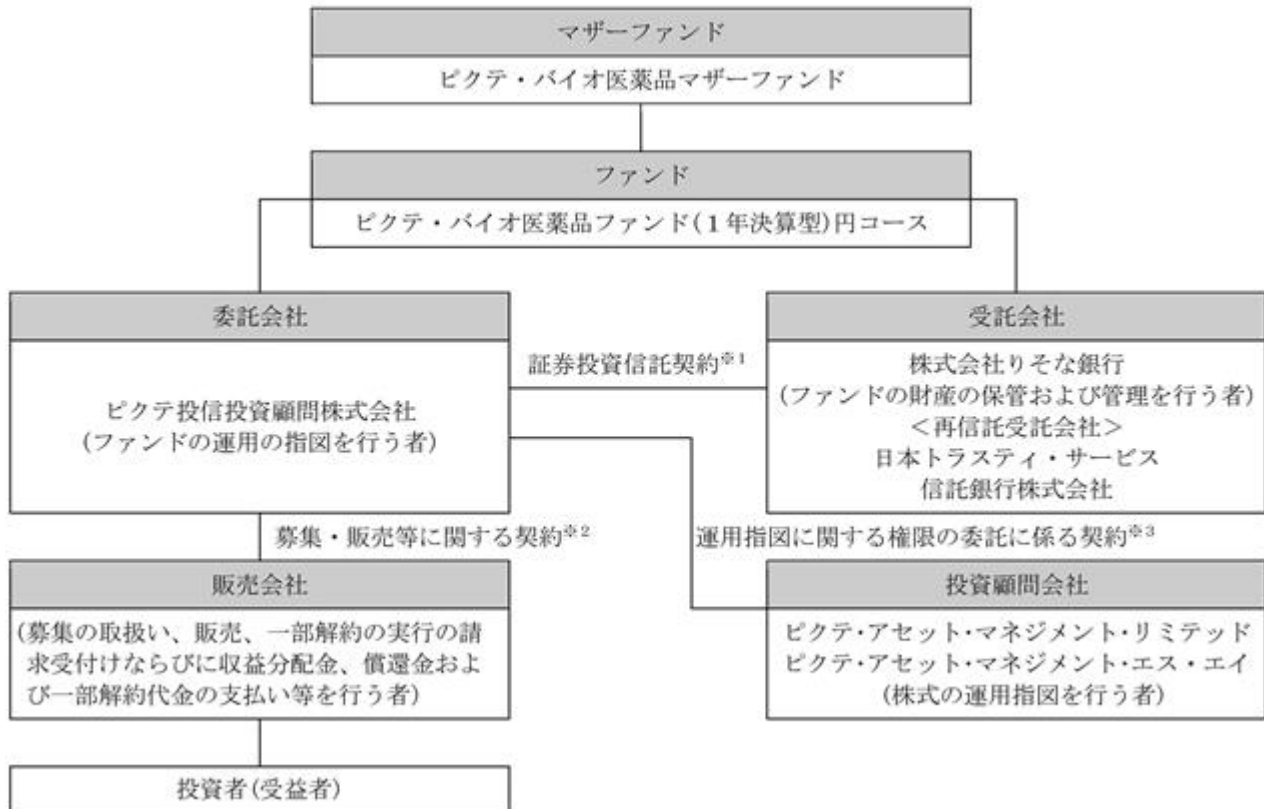 マザーファンド
ピクテ・バイオ医薬品マザーファンド
ファンド
ピクテ・バイオ医薬品ファンド(1年決算型)円コース
委託会社
ピクテ投信投資顧問株式会社
(ファンドの運用の指図を行う者)
証券投資信託契約※1
受託会社
株式会社りそな銀行
(ファンドの財産の保管および管理を行う者)
<再信託受託会社>
日本トラスティ・サービス
信託銀行株式会社
募集・販売等に関する契約※2
運用指図に関する権限の委託に係る契約※3
販売会社
(募集の取扱い、販売、一部解約の実行の請
求受付けならびに収益分配金、償還金およ
び一部解約代金の支払い等を行う者)
投資顧問会社
ピクテ・アセット・マネジメント・リミテッド
ピクテ・アセット・マネジメント・エス・エイ
(株式の運用指図を行う者)
投資者(受益者)